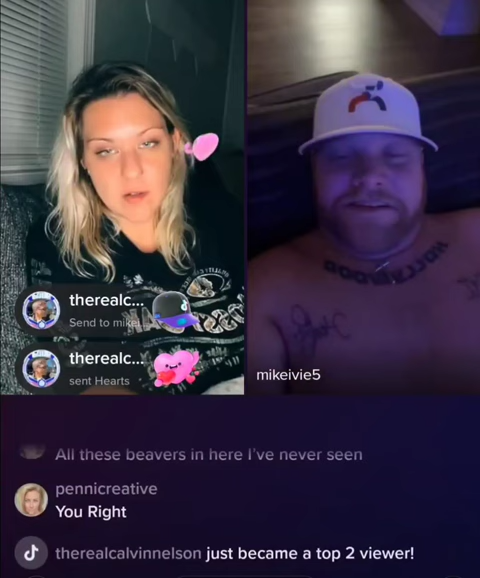 therealc...
Send to mike
therealc...
sent Hearts
mikeivie5
All these beavers in here I've never seen
pennicreative
You Right
therealcalvinnelson just became a top 2 viewer!